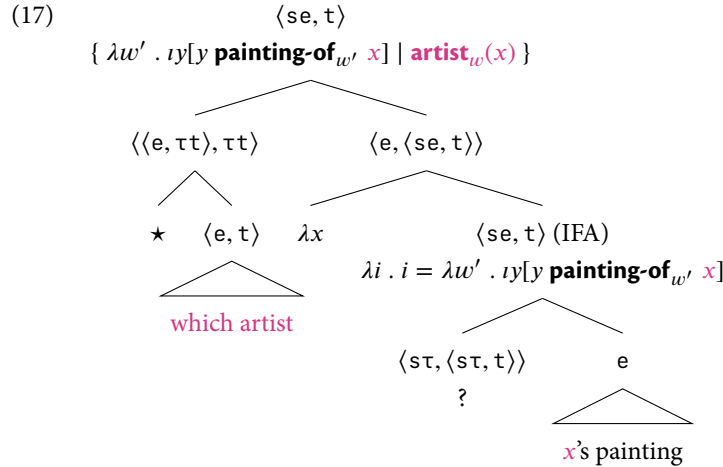 (17) ⟨se, t⟩
{ λw′ . ιy[y painting-of_w′ x] | artist_w(x) }
⟨⟨e, τt⟩, τt⟩ ⟨e, ⟨se, t⟩⟩
★ ⟨e, t⟩ λx ⟨se, t⟩ (IFA)
λi . i = λw′ . ιy[y painting-of_w′ x]
which artist
⟨sτ, ⟨sτ, t⟩⟩ e
?
x’s painting